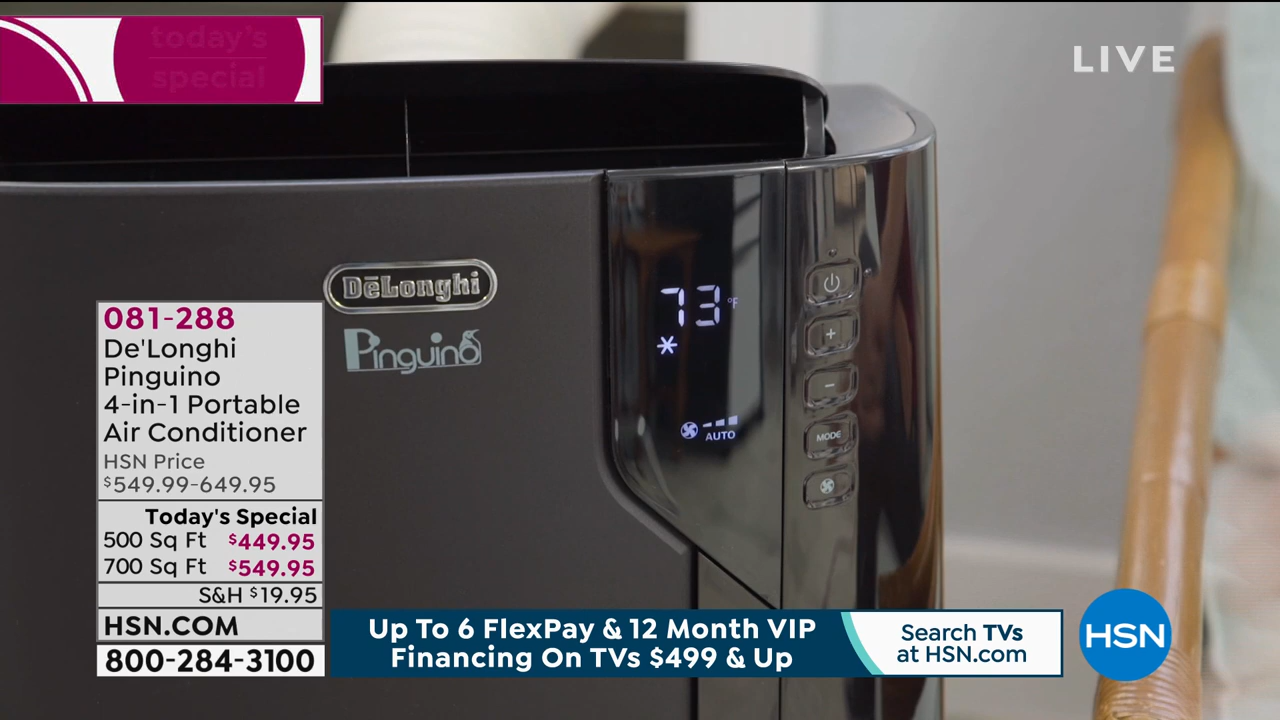 today's
special
LIVE
DeLonghi
Pinguino
73 °F
AUTO
MODE
081-288
De'Longhi
Pinguino
4-in-1 Portable
Air Conditioner
HSN Price
$549.99-649.95
Today's Special
500 Sq Ft $449.95
700 Sq Ft $549.95
S&H $19.95
HSN.COM
800-284-3100
Up To 6 FlexPay & 12 Month VIP
Financing On TVs $499 & Up
Search TVs
at HSN.com
HSN